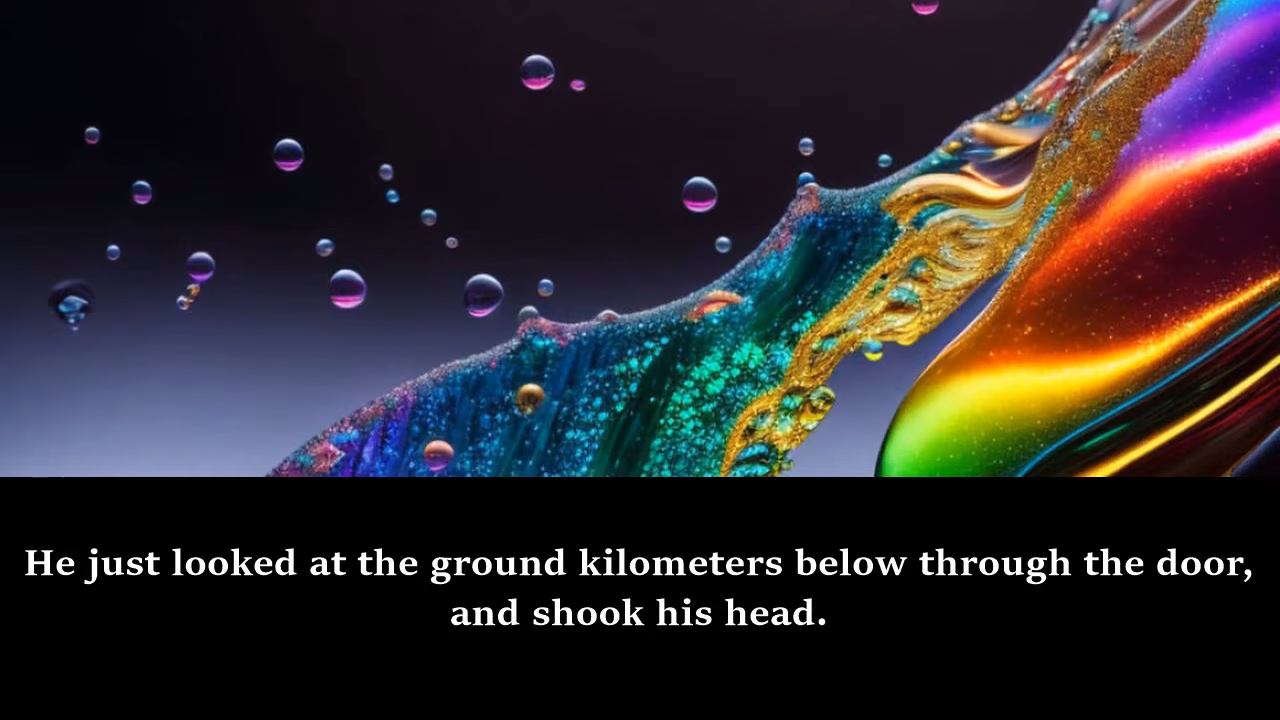 He just looked at the ground kilometers below through the door,
and shook his head.